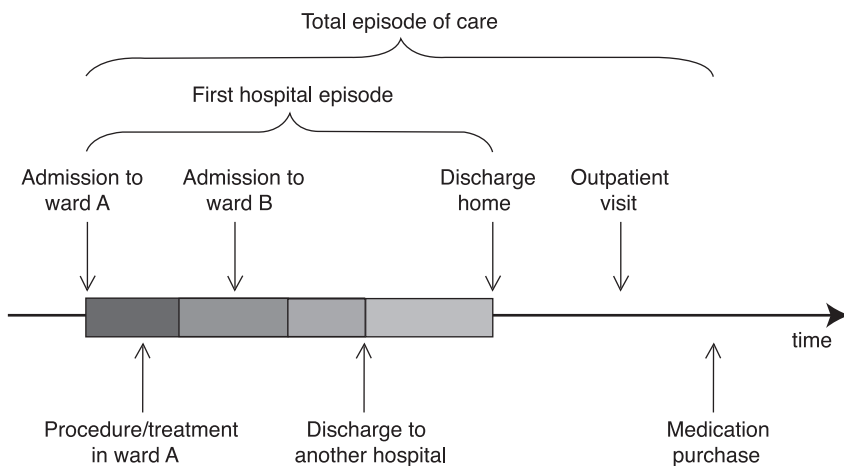 Total episode of care
First hospital episode
Admission to
ward A
Admission to
ward B
Discharge
home
Outpatient
visit
time
Procedure/treatment
in ward A
Discharge to
another hospital
Medication
purchase